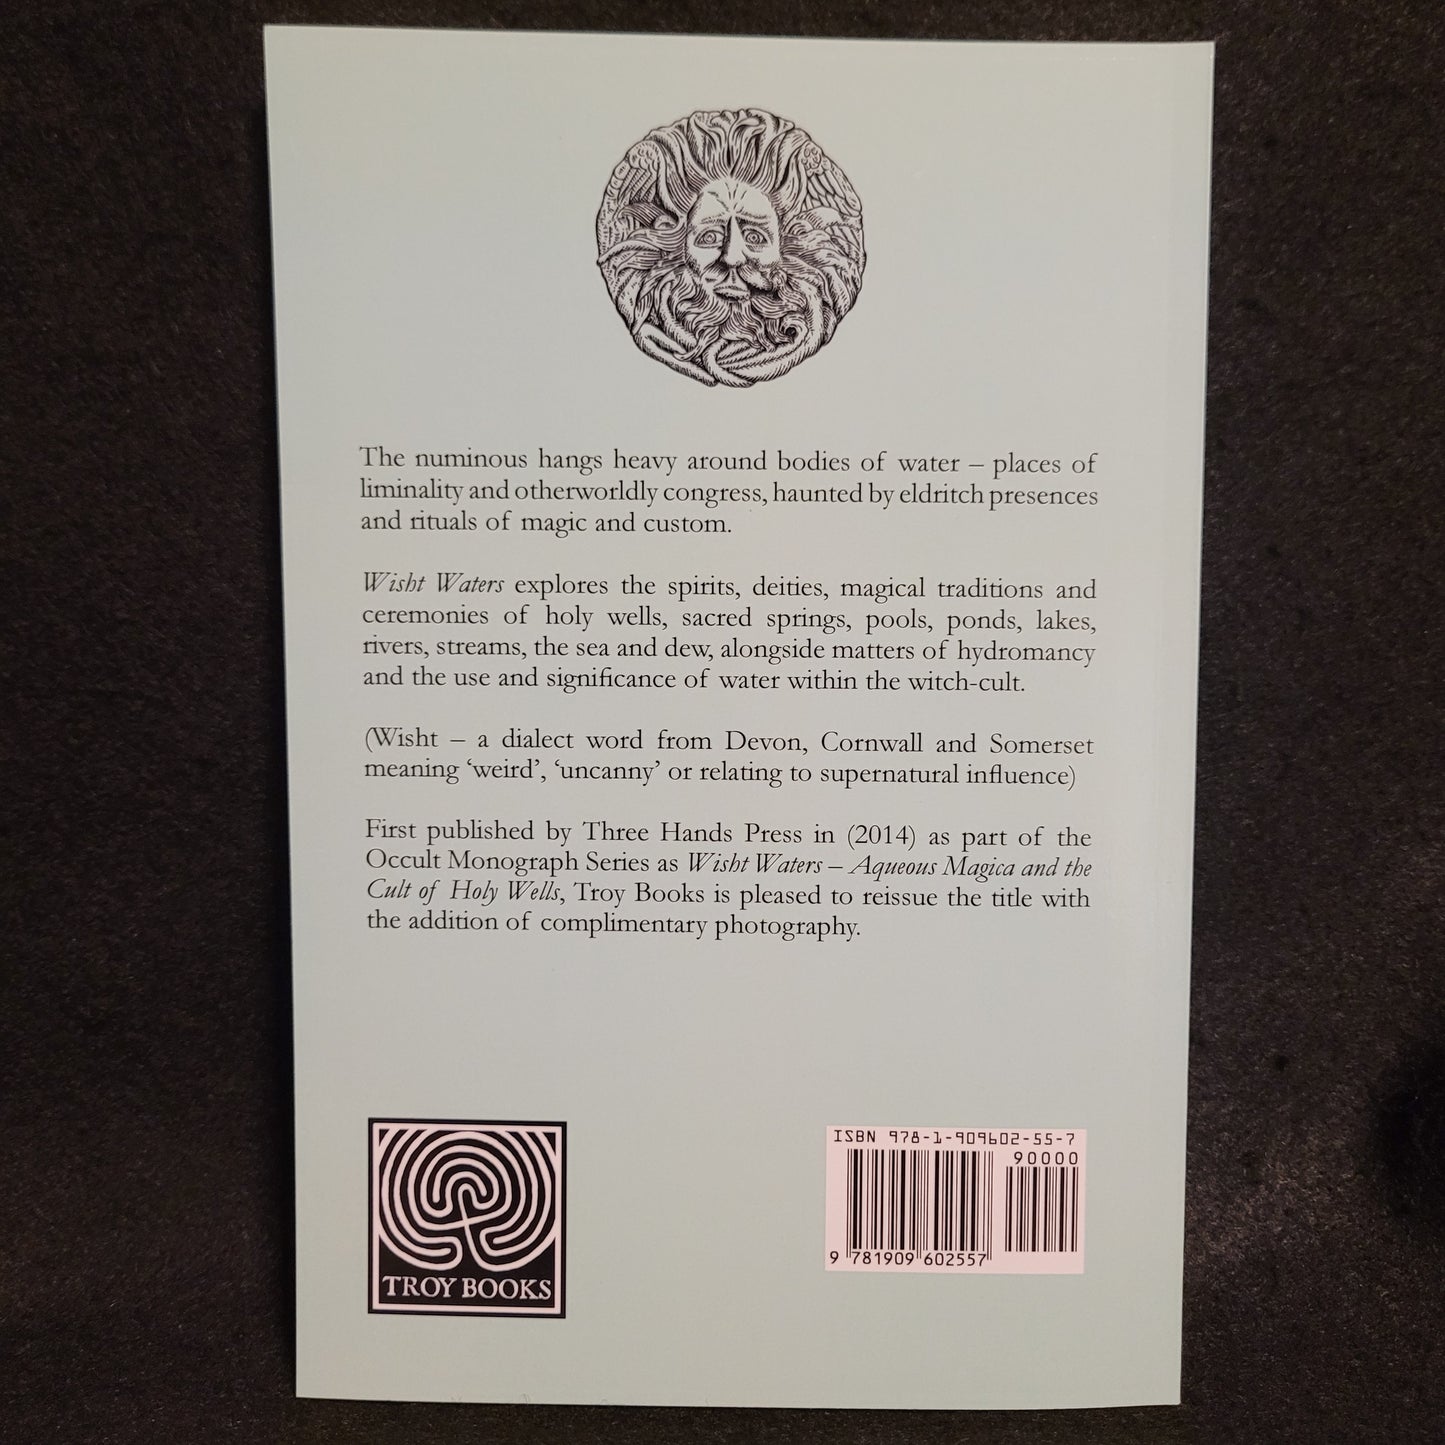 The numinous hangs heavy around bodies of water – places of
liminality and otherworldly congress, haunted by eldritch presences
and rituals of magic and custom.
Wisht Waters explores the spirits, deities, magical traditions and
ceremonies of holy wells, sacred springs, pools, ponds, lakes,
rivers, streams, the sea and dew, alongside matters of hydromancy
and the use and significance of water within the witch-cult.
(Wisht – a dialect word from Devon, Cornwall and Somerset
meaning ‘weird’, ‘uncanny’ or relating to supernatural influence)
First published by Three Hands Press in (2014) as part of the
Occult Monograph Series as Wisht Waters – Aqueous Magica and the
Cult of Holy Wells, Troy Books is pleased to reissue the title with
the addition of complimentary photography.
TROY BOOKS
ISBN 978-1-909602-55-7
90000
9 781909 602557